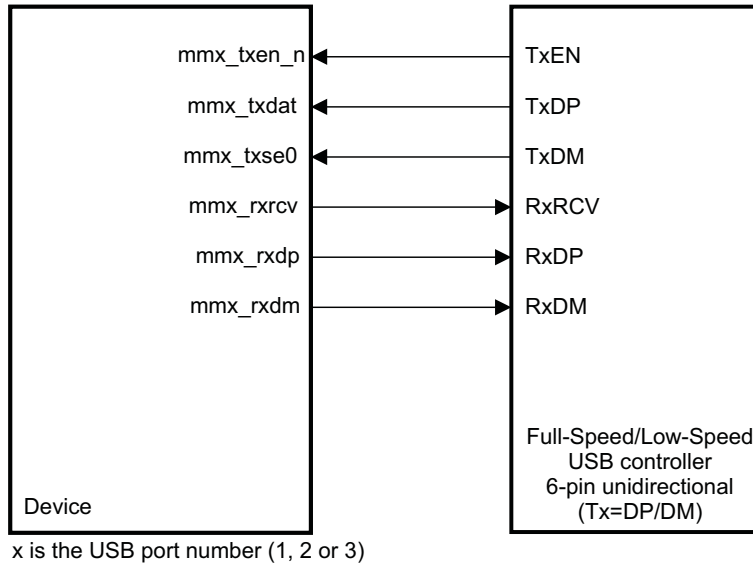 mmx_txen_n TxEN
mmx_txdat TxDP
mmx_txse0 TxDM
mmx_rxrcv RxRCV
mmx_rxdp RxDP
mmx_rxdm RxDM
Full-Speed/Low-Speed
USB controller
6-pin unidirectional
(Tx=DP/DM)
Device
x is the USB port number (1, 2 or 3)